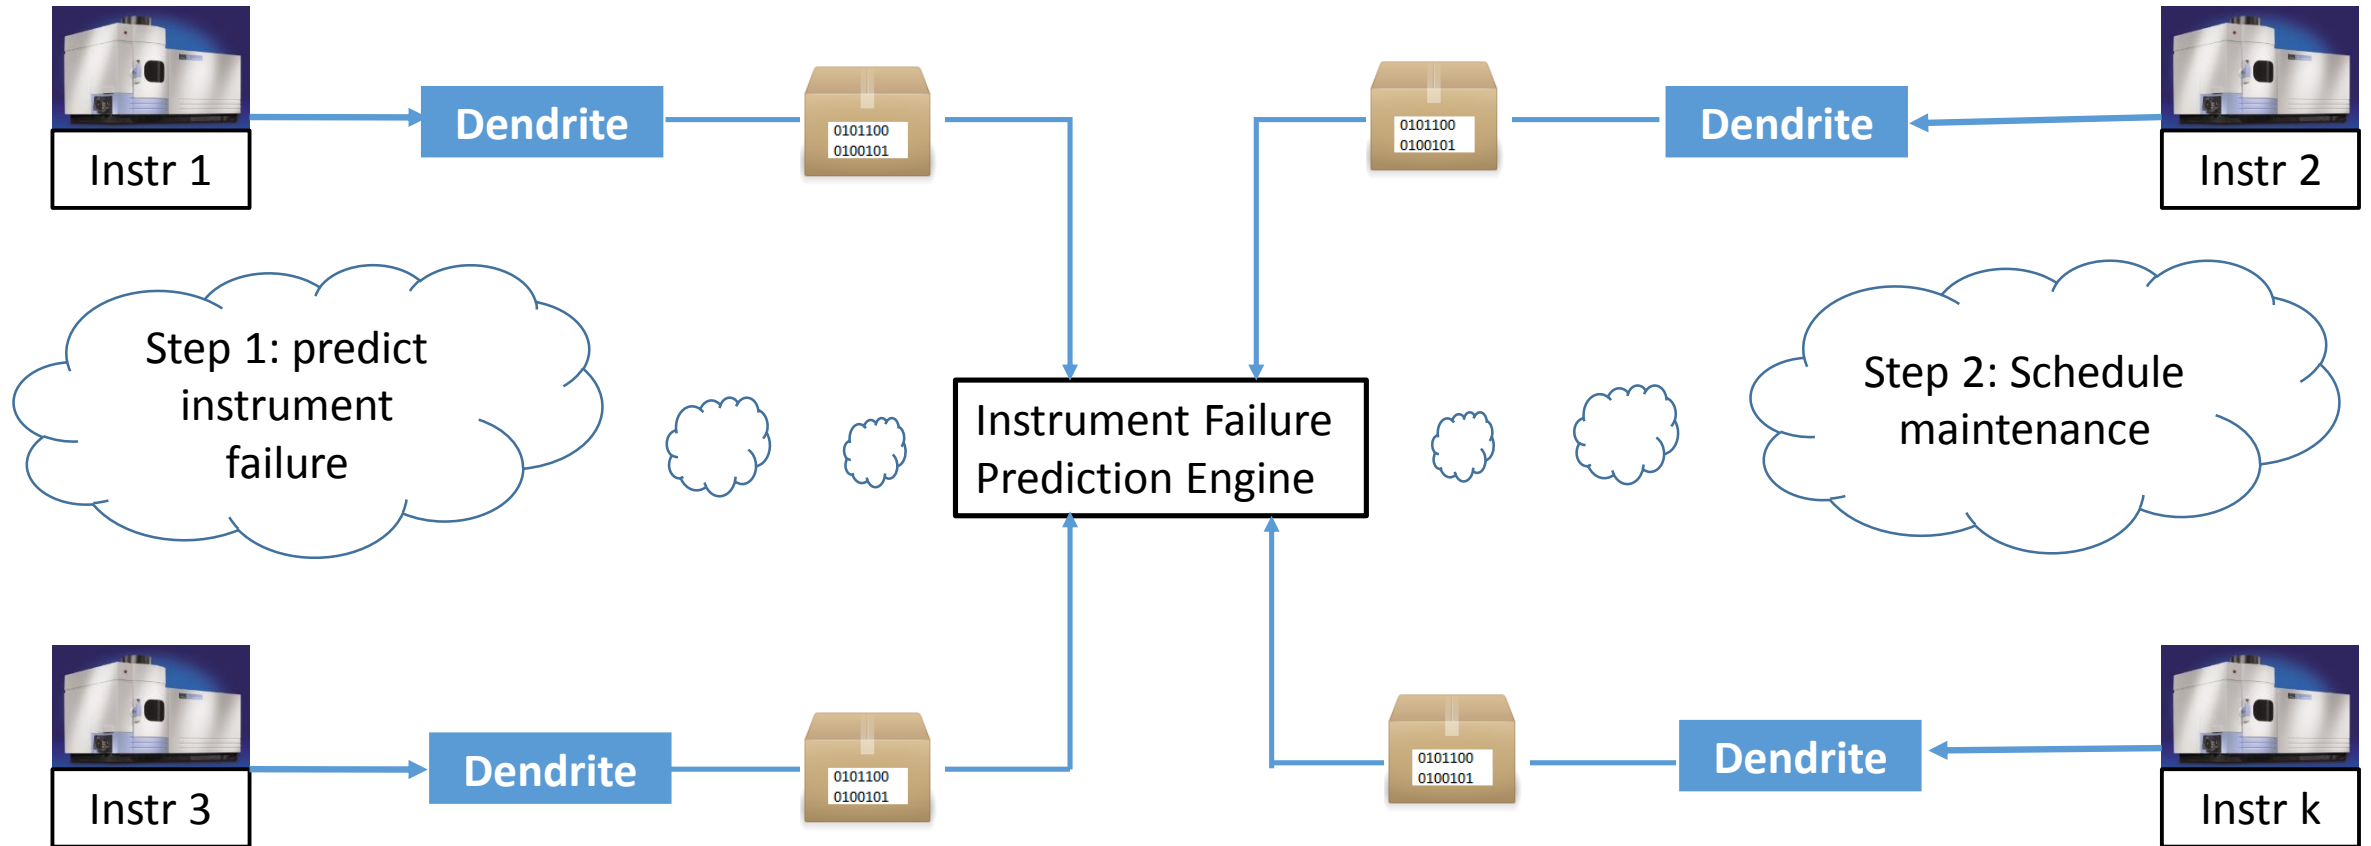 Dendrite
0101100
0100101
Instr 1
0101100
0100101
Dendrite
Instr 2
Step 1: predict
instrument
failure
Instrument Failure
Prediction Engine
Step 2: Schedule
maintenance
Dendrite
0101100
0100101
Instr 3
0101100
0100101
Dendrite
Instr k